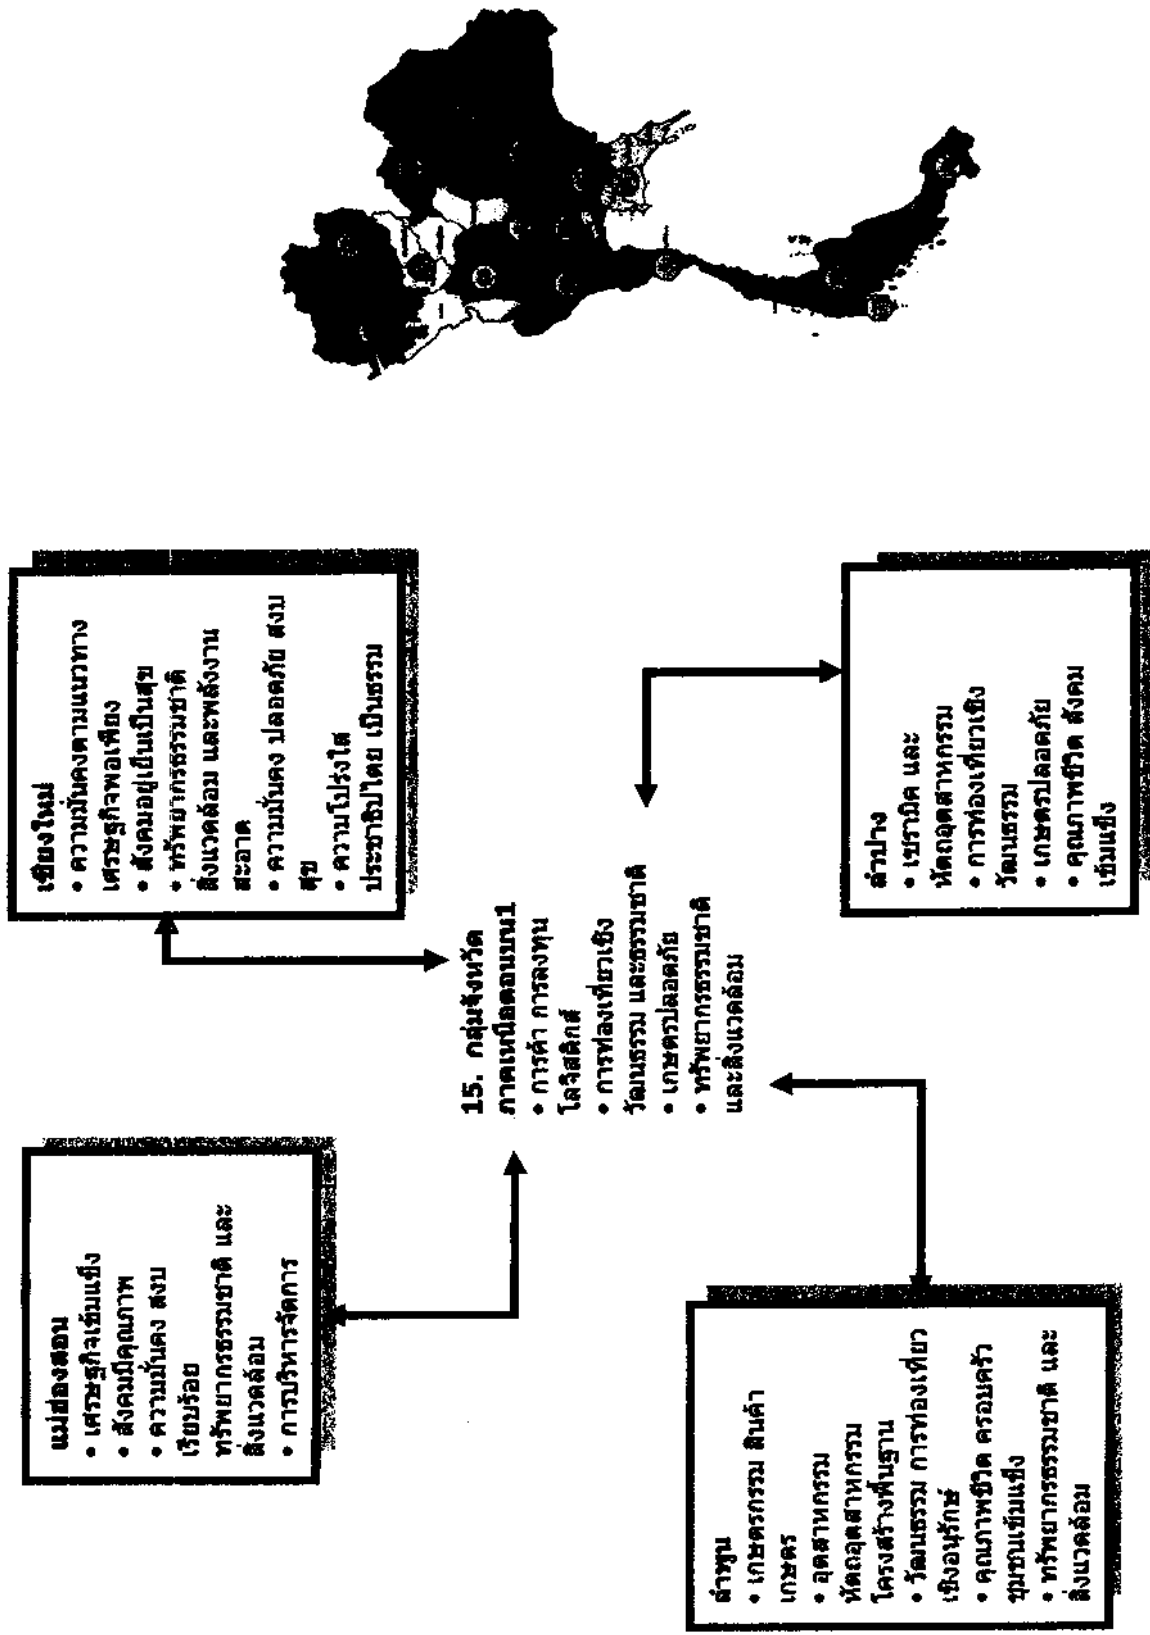 แม่ฮ่องสอน
• เศรษฐกิจเข้มแข็ง
• สังคมมีคุณภาพ
• ความมั่นคง สงบ
เรียบร้อย
ทรัพยากรธรรมชาติ และ
สิ่งแวดล้อม
• การบริหารจัดการ
เชียงใหม่
• ความมั่นคงตามแนวทาง
เศรษฐกิจพอเพียง
• สังคมอยู่เย็นเป็นสุข
• ทรัพยากรธรรมชาติ
สิ่งแวดล้อม และพลังงาน
สะอาด
• ความมั่นคง ปลอดภัย สงบ
สุข
• ความโปร่งใส
ประชาธิปไตย เป็นธรรม
15. กลุ่มจังหวัด
ภาคเหนือตอนบน1
• การค้า การลงทุน
โลจิสติกส์
• การท่องเที่ยวเชิง
วัฒนธรรม และธรรมชาติ
• เกษตรปลอดภัย
• ทรัพยากรธรรมชาติ
และสิ่งแวดล้อม
ลำพูน
• เกษตรกรรม สินค้า
เกษตร
• อุตสาหกรรม
หัตถอุตสาหกรรม
โครงสร้างพื้นฐาน
• วัฒนธรรม การท่องเที่ยว
เชิงอนุรักษ์
• คุณภาพชีวิต ครอบครัว
ชุมชนเข้มแข็ง
• ทรัพยากรธรรมชาติ และ
สิ่งแวดล้อม
ลำปาง
• เซรามิค และ
หัตถอุตสาหกรรม
• การท่องเที่ยวเชิง
วัฒนธรรม
• เกษตรปลอดภัย
• คุณภาพชีวิต สังคม
เข้มแข็ง